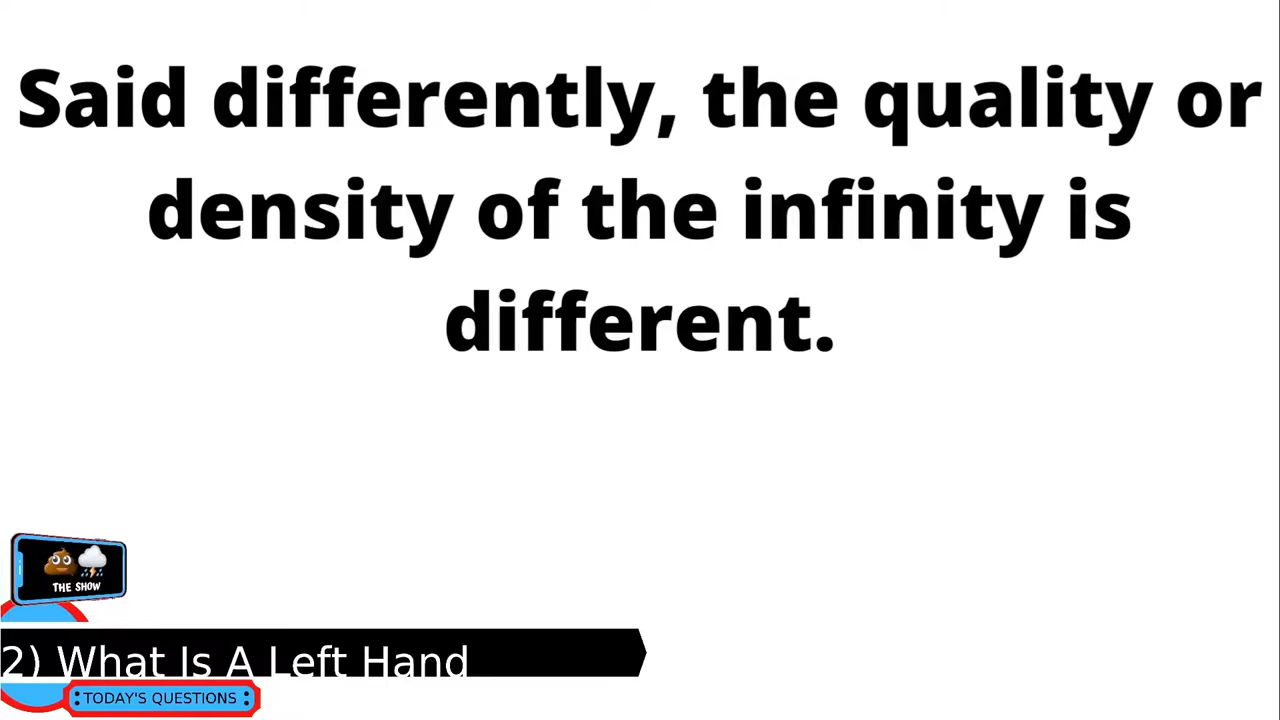 Said differently, the quality or
density of the infinity is
different.
THE SHOW
2) What Is A Left Hand
TODAY'S QUESTIONS